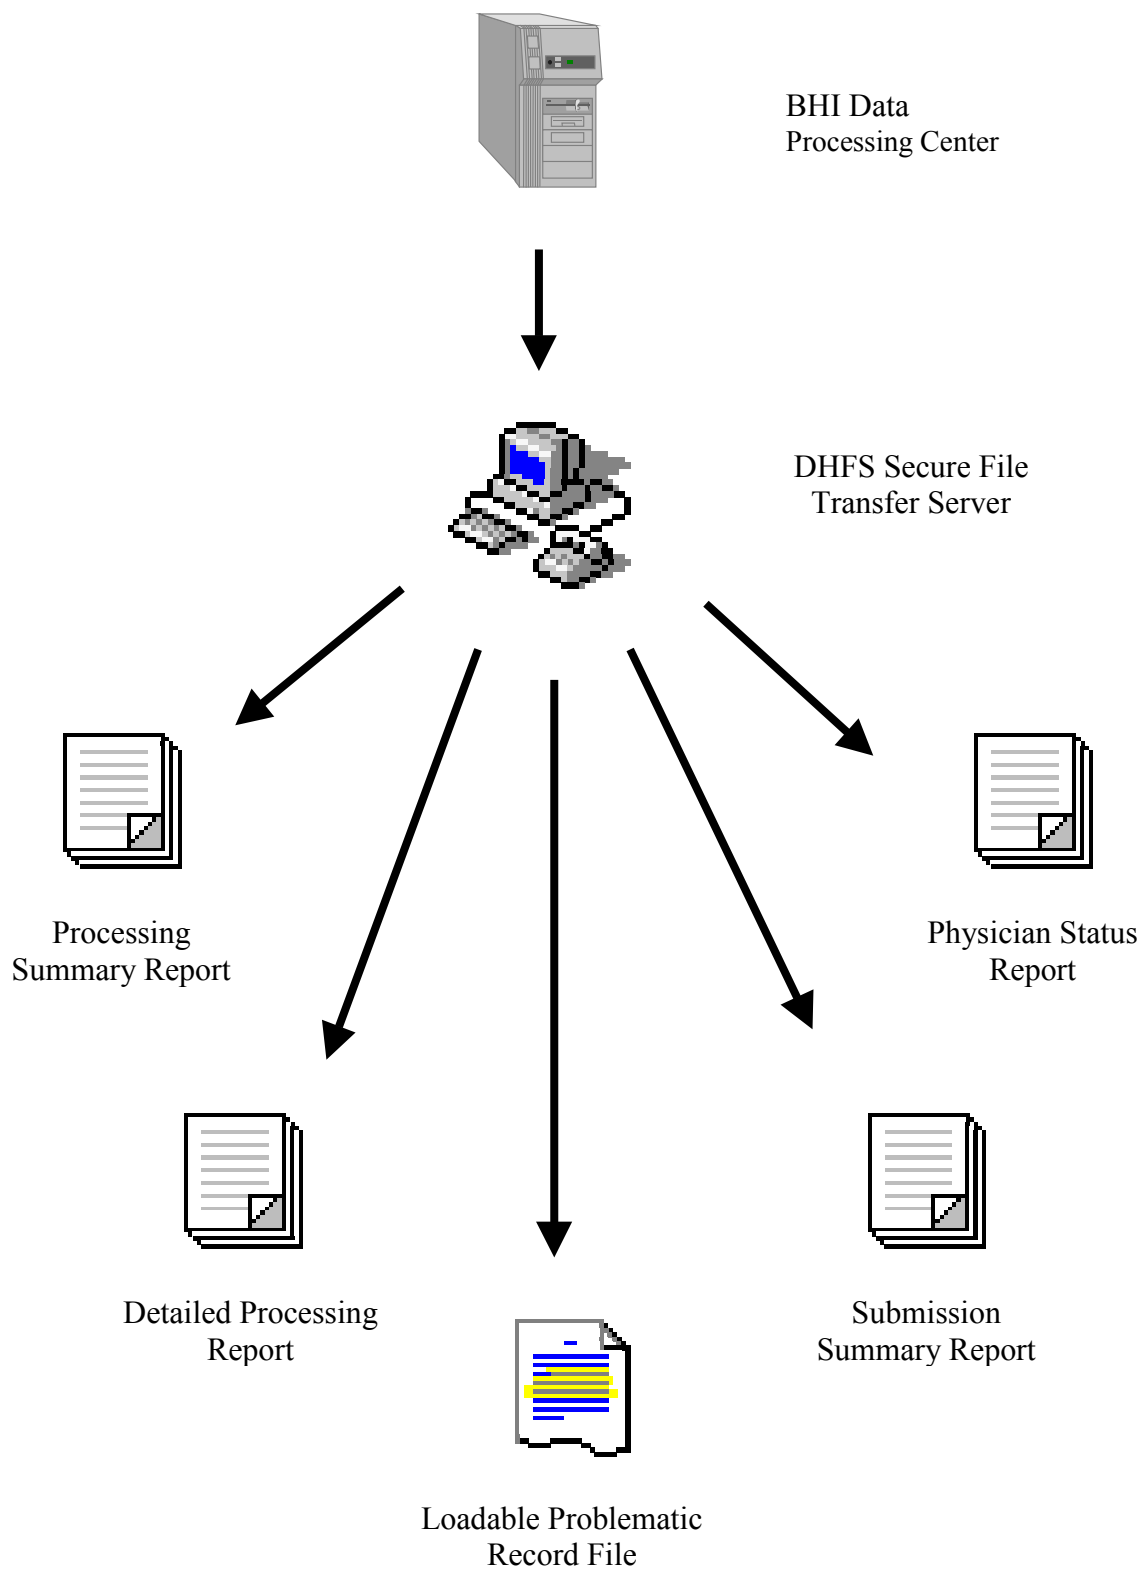 BHI Data
Processing Center
DHFS Secure File
Transfer Server
Processing
Summary Report
Physician Status
Report
Detailed Processing
Report
Submission
Summary Report
Loadable Problematic
Record File